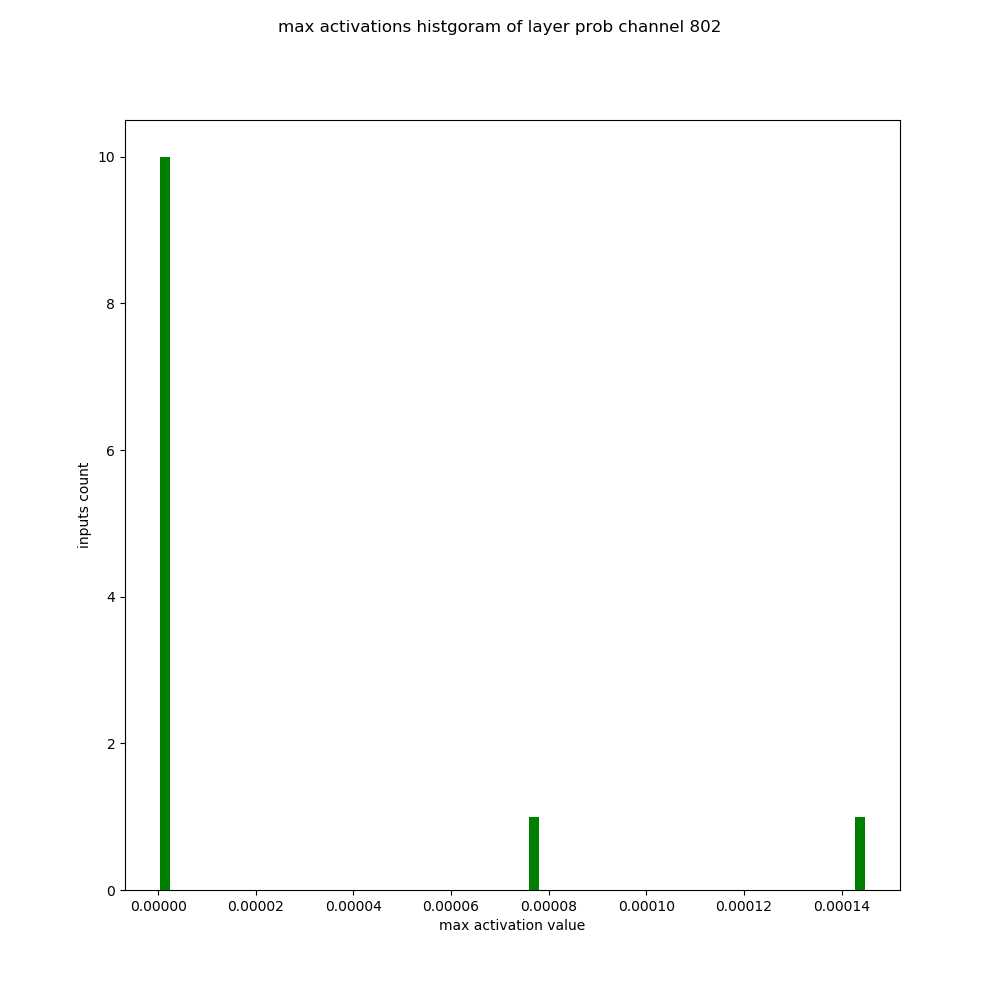 max activations histgoram of layer prob channel 802
10
8
6
4
2
0
inputs count
0.00000 0.00002 0.00004 0.00006 0.00008 0.00010 0.00012 0.00014
max activation value